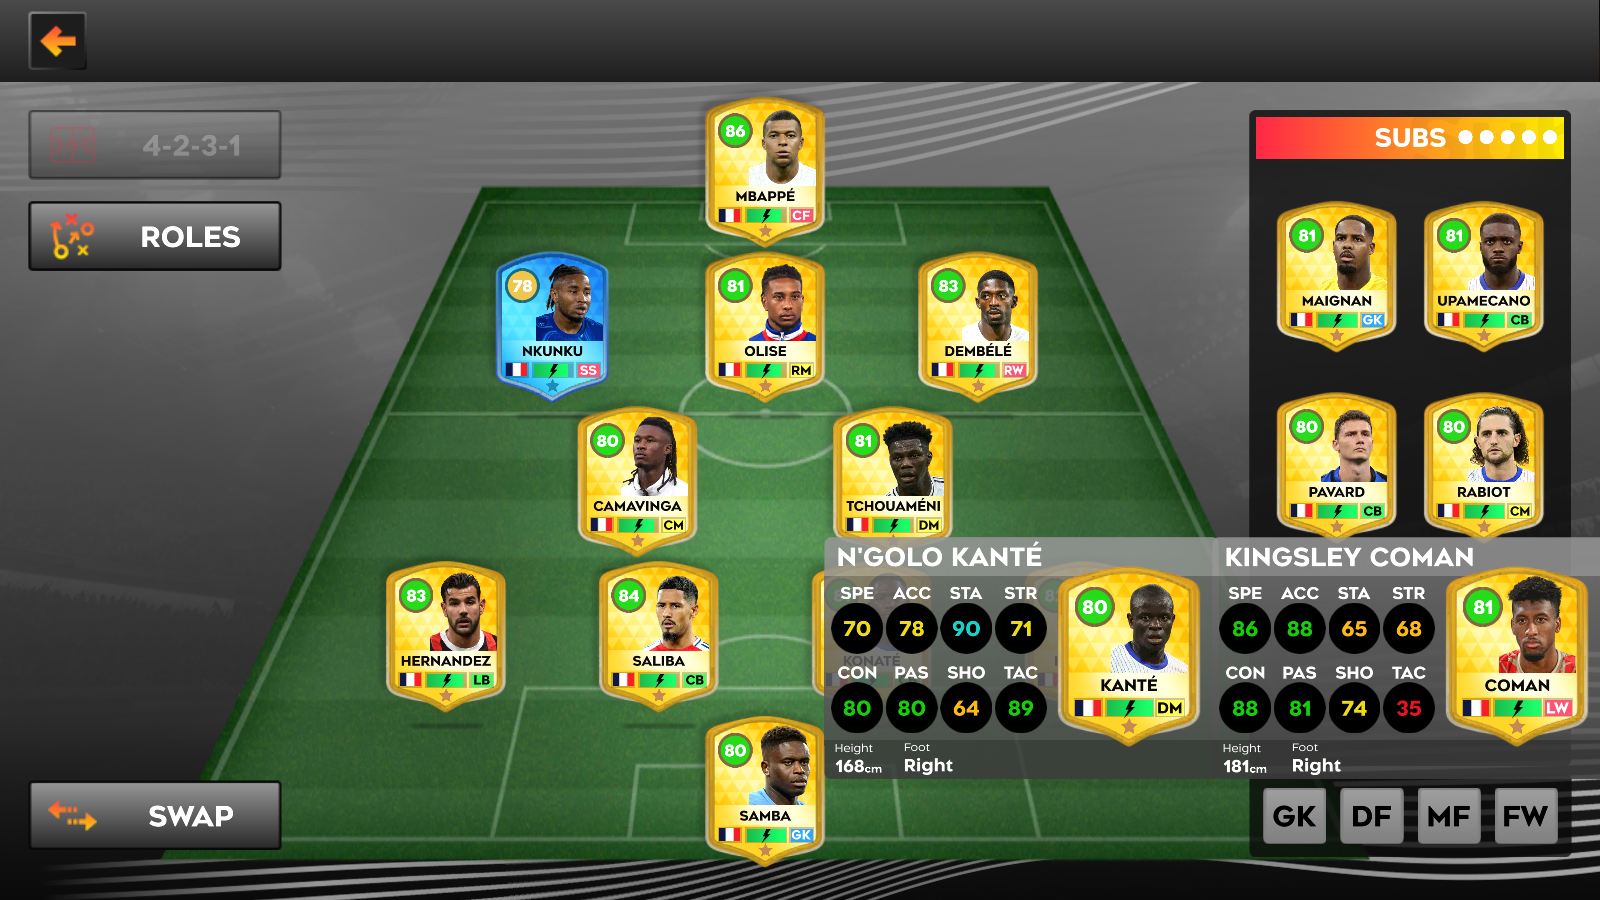 4-2-3-1
ROLES
86
MBAPPÉ
CF
78
NKUNKU
SS
81
OLISE
RM
83
DEMBÉLÉ
RW
80
CAMAVINGA
CM
81
TCHOUAMÉNI
DM
83
HERNANDEZ
LB
84
SALIBA
CB
KONATÉ
80
SAMBA
GK
SWAP
SUBS
81
MAIGNAN
GK
81
UPAMECANO
CB
80
PAVARD
CB
80
RABIOT
CM
N'GOLO KANTÉ
SPE ACC STA STR
70 78 90 71
CON PAS SHO TAC
80 80 64 89
Height Foot
168cm Right
80
KANTÉ
DM
KINGSLEY COMAN
SPE ACC STA STR
86 88 65 68
CON PAS SHO TAC
88 81 74 35
Height Foot
181cm Right
81
COMAN
LW
GK DF MF FW